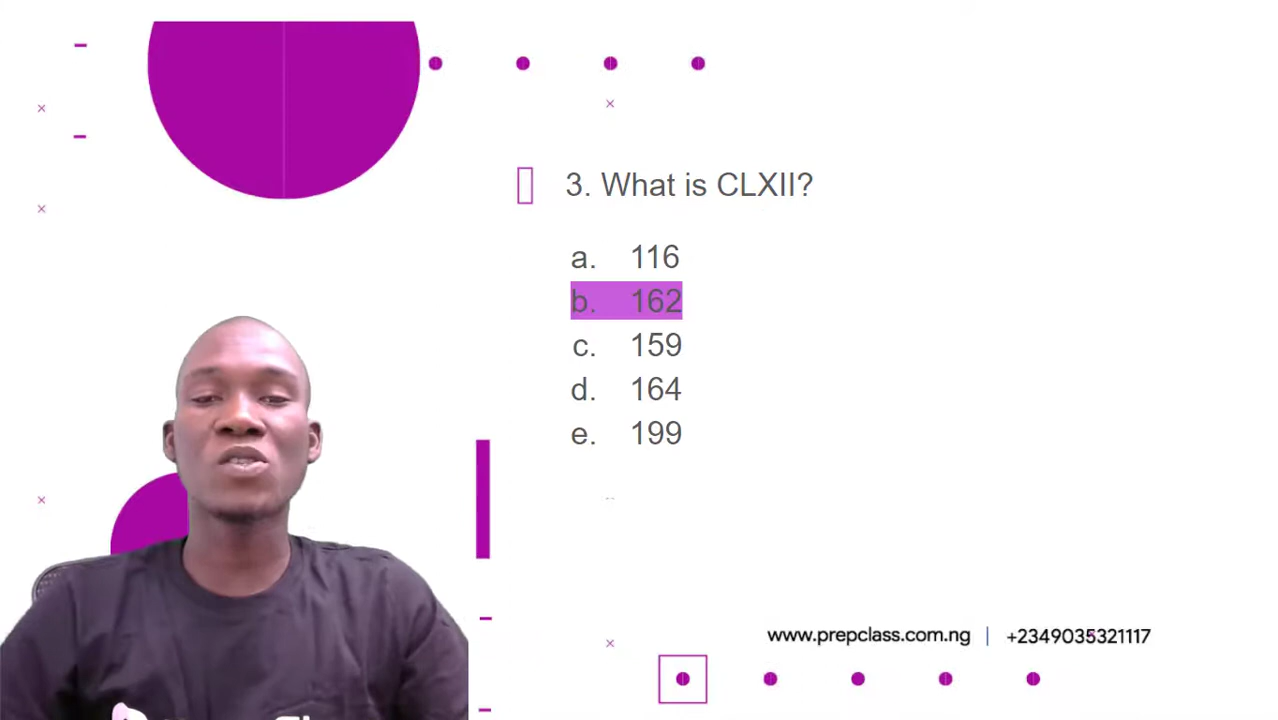 3. What is CLXII?
a. 116
b. 162
c. 159
d. 164
e. 199
www.prepclass.com.ng | +2349035321117